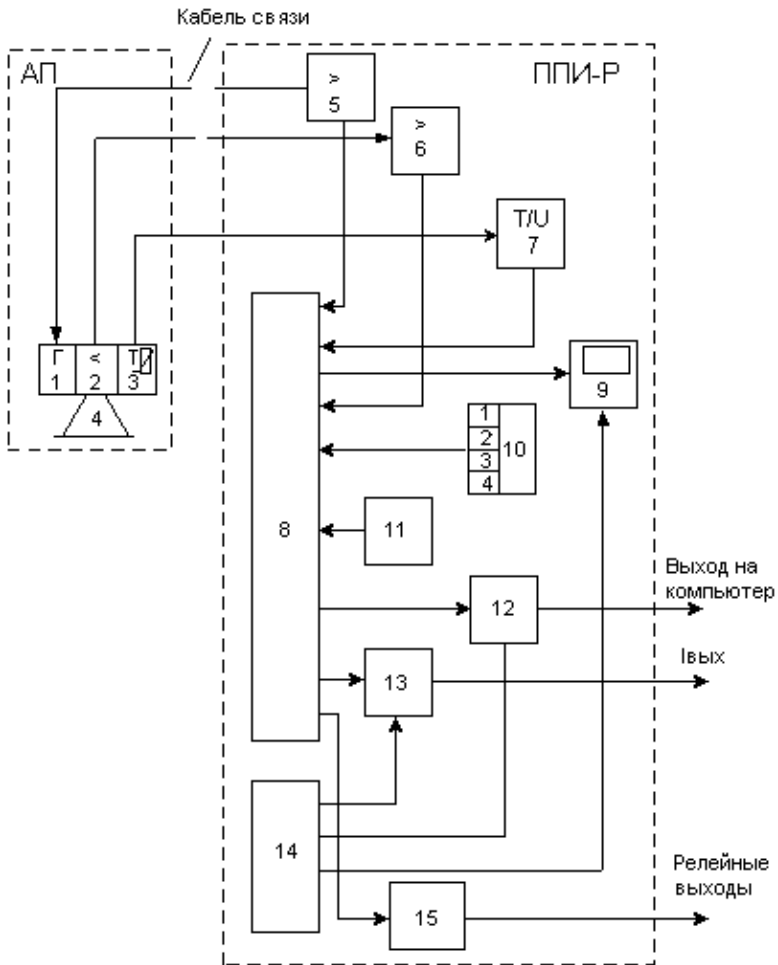 Кабель связи
АП
ППИ-Р
>
5
>
6
T/U
7
Г
1
<
2
T
3
4
9
1
2
3
4
10
8
11
Выход на
компьютер
12
Iвых
13
14
Релейные
выходы
15